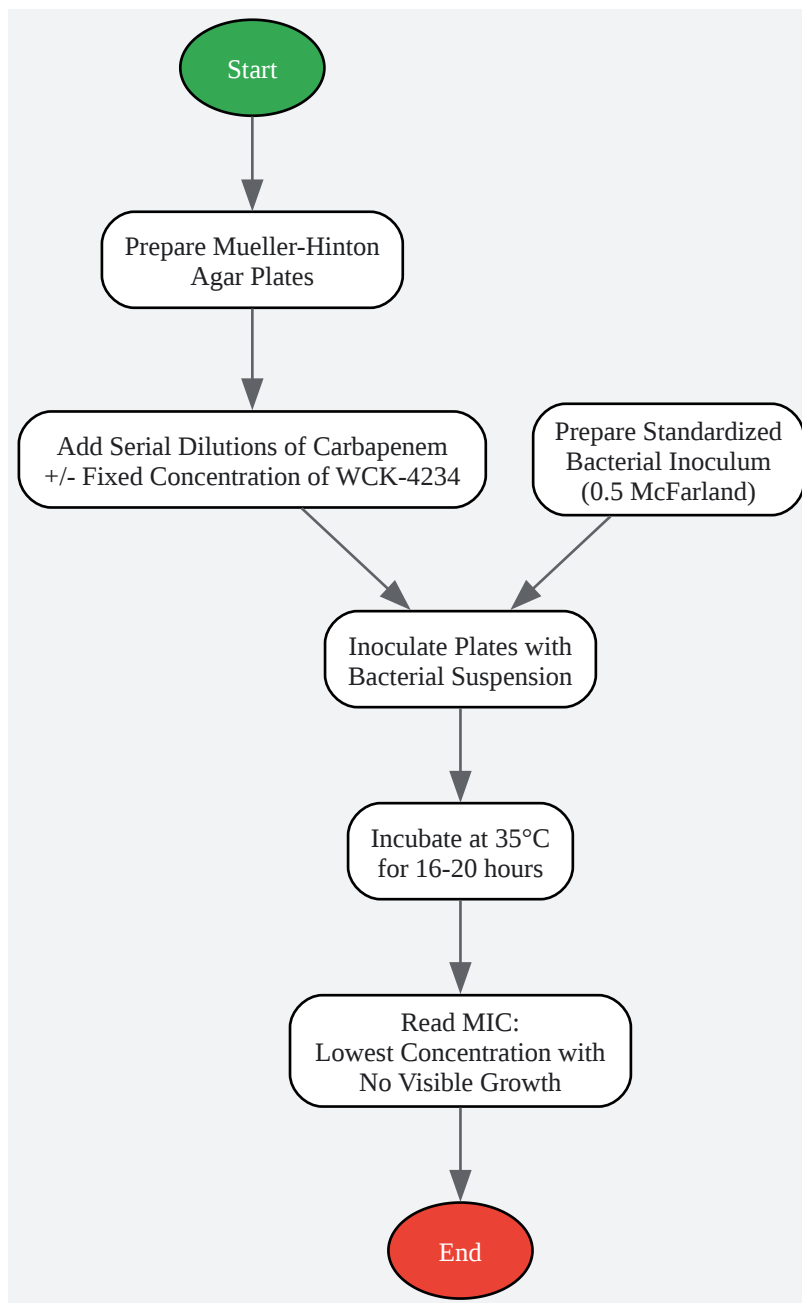 Start
Prepare Mueller-Hinton
Agar Plates
Add Serial Dilutions of Carbapenem
+/- Fixed Concentration of WCK-4234
Prepare Standardized
Bacterial Inoculum
(0.5 McFarland)
Inoculate Plates with
Bacterial Suspension
Incubate at 35°C
for 16-20 hours
Read MIC:
Lowest Concentration with
No Visible Growth
End